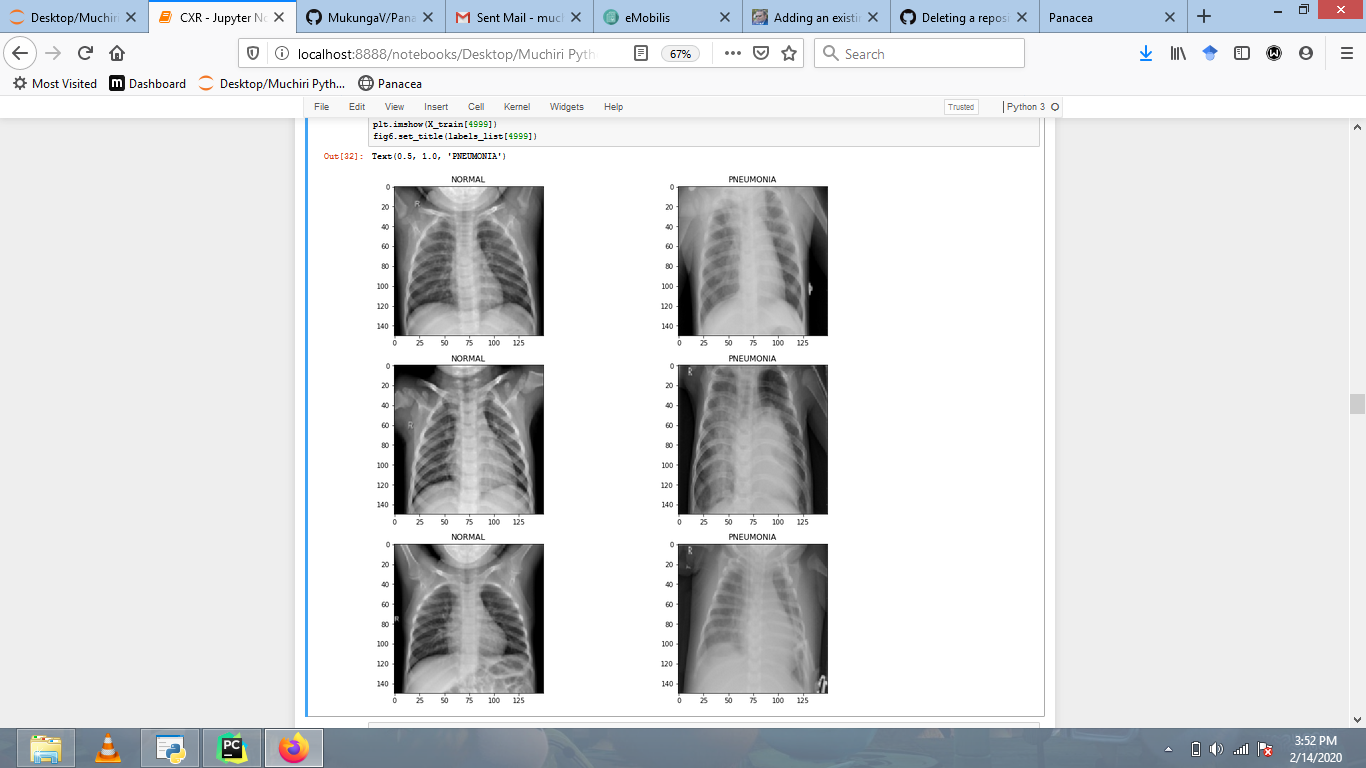 Desktop/Muchiri
CXR - Jupyter No
MukungaV/Pana
Sent Mail - mucl
eMobilis
Adding an existin
Deleting a reposi
Panacea
localhost:8888/notebooks/Desktop/Muchiri Pyth
67%
Search
Most Visited
Dashboard
Desktop/Muchiri Pyth...
Panacea
File Edit View Insert Cell Kernel Widgets Help
Trusted
Python 3
plt.imshow(X_train[4999])
fig6.set_title(labels_list[4999])
Out[32]: Text(0.5, 1.0, 'PNEUMONIA')
NORMAL
0
20
40
60
80
100
120
140
0 25 50 75 100 125
R
PNEUMONIA
0
20
40
60
80
100
120
140
0 25 50 75 100 125
NORMAL
0
20
40
60
80
100
120
140
0 25 50 75 100 125
R
PNEUMONIA
0
20
40
60
80
100
120
140
0 25 50 75 100 125
R
NORMAL
0
20
40
60
80
100
120
140
0 25 50 75 100 125
R
PNEUMONIA
0
20
40
60
80
100
120
140
0 25 50 75 100 125
R
PC
3:52 PM
2/14/2020